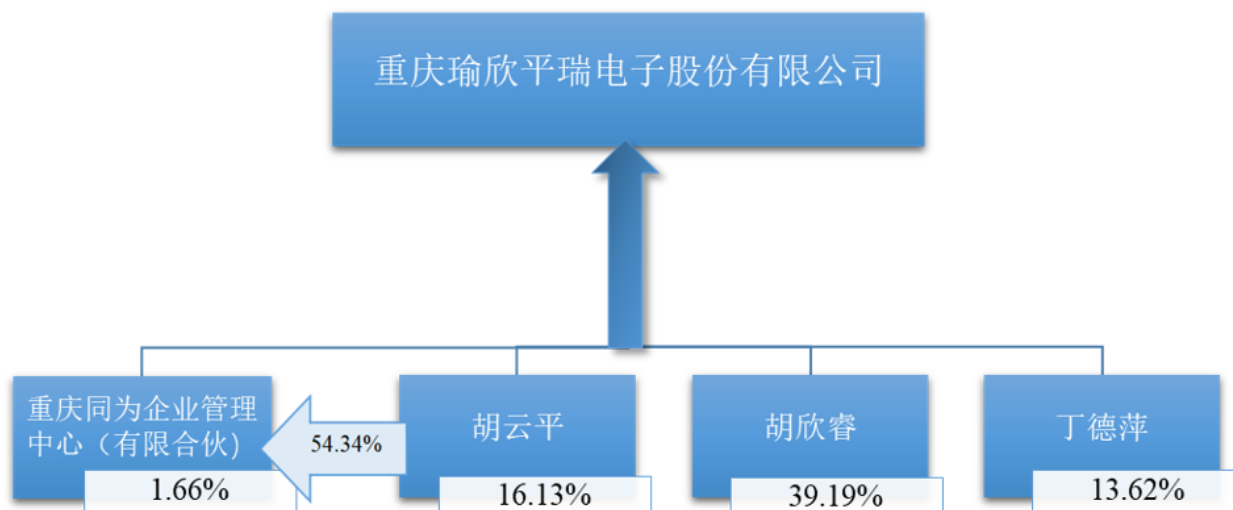 重庆瑜欣平瑞电子股份有限公司
重庆同为企业管理
中心（有限合伙）
1.66%
54.34%
胡云平
16.13%
胡欣睿
39.19%
丁德萍
13.62%